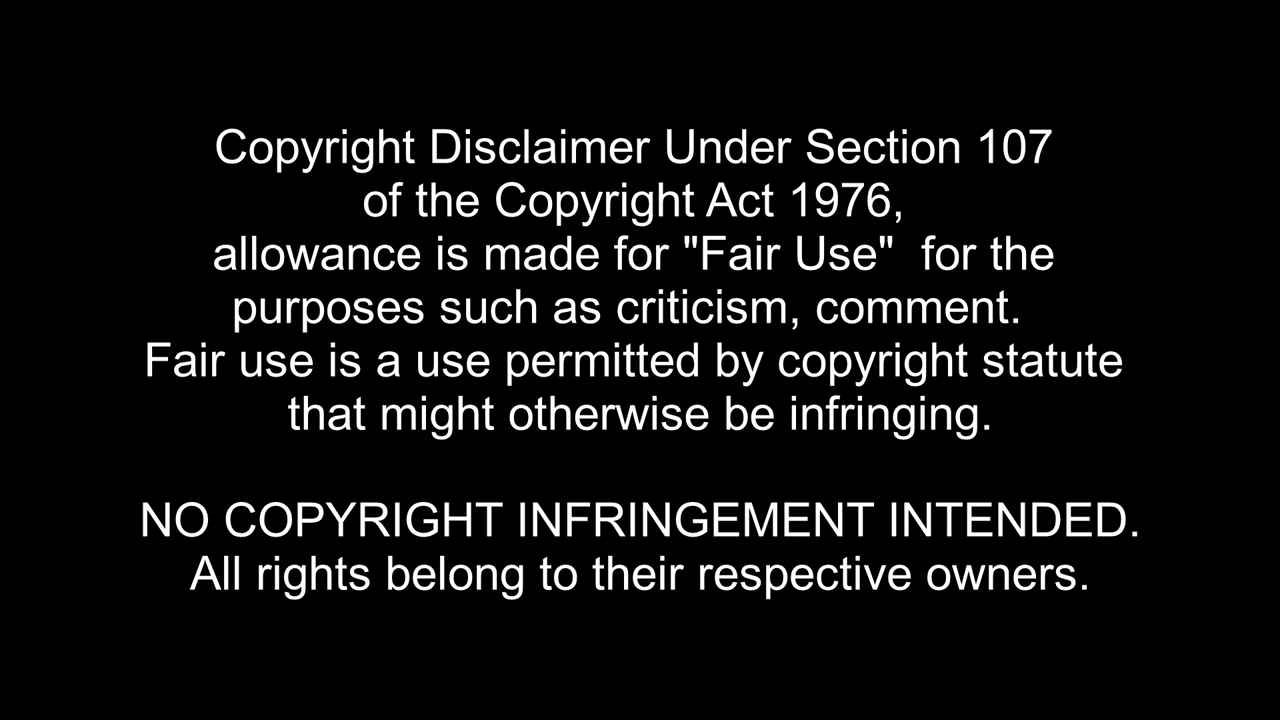 Copyright Disclaimer Under Section 107
of the Copyright Act 1976,
allowance is made for "Fair Use"  for the
purposes such as criticism, comment.
Fair use is a use permitted by copyright statute
that might otherwise be infringing.
NO COPYRIGHT INFRINGEMENT INTENDED.
All rights belong to their respective owners.